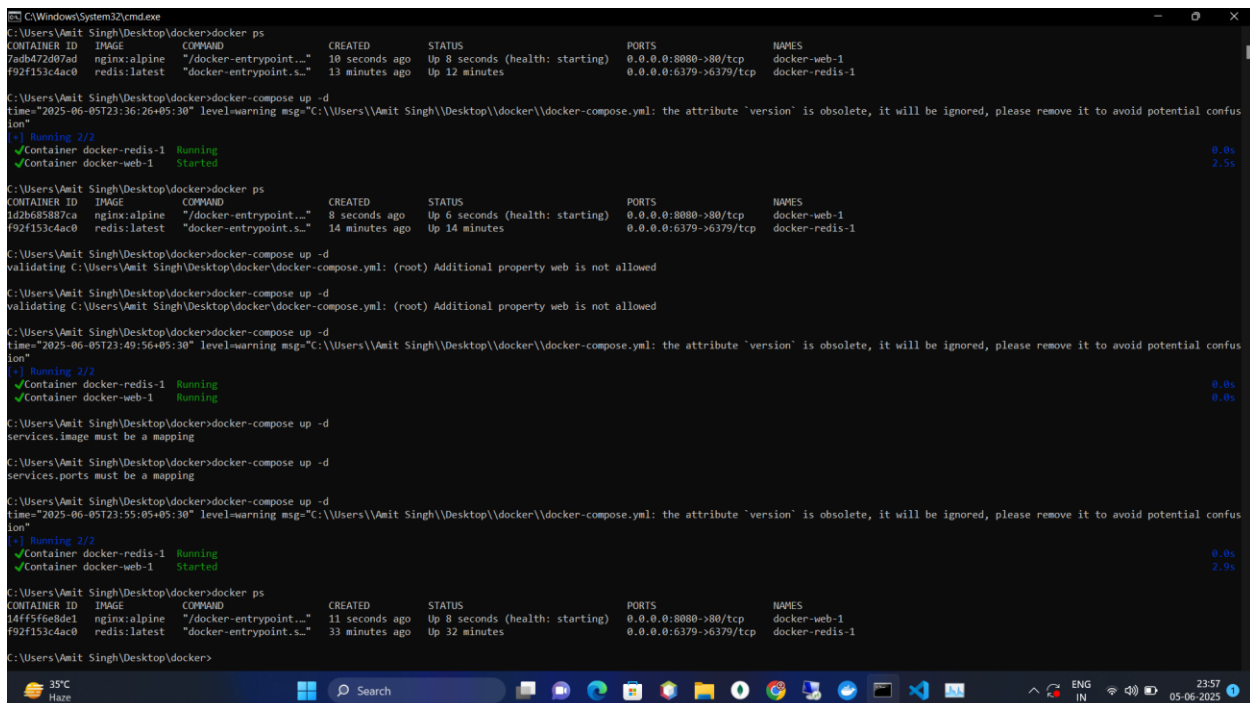 C:\Windows\System32\cmd.exe
C:\Users\Amit Singh\Desktop\docker>docker ps
CONTAINER ID IMAGE COMMAND CREATED STATUS PORTS NAMES
7adb472d07ad nginx:alpine "/docker-entrypoint.…" 10 seconds ago Up 8 seconds (health: starting) 0.0.0.0:8080->80/tcp docker-web-1
f92f153c4ac0 redis:latest "docker-entrypoint.s…" 13 minutes ago Up 12 minutes 0.0.0.0:6379->6379/tcp docker-redis-1
C:\Users\Amit Singh\Desktop\docker>docker-compose up -d
time="2025-06-05T23:36:26+05:30" level=warning msg="C:\\Users\\Amit Singh\\Desktop\\docker\\docker-compose.yml: the attribute `version` is obsolete, it will be ignored, please remove it to avoid potential confus
ion"
[+] Running 2/2
✔Container docker-redis-1 Running 0.0s
✔Container docker-web-1 Started 2.5s
C:\Users\Amit Singh\Desktop\docker>docker ps
CONTAINER ID IMAGE COMMAND CREATED STATUS PORTS NAMES
1d2b685887ca nginx:alpine "/docker-entrypoint.…" 8 seconds ago Up 6 seconds (health: starting) 0.0.0.0:8080->80/tcp docker-web-1
f92f153c4ac0 redis:latest "docker-entrypoint.s…" 14 minutes ago Up 14 minutes 0.0.0.0:6379->6379/tcp docker-redis-1
C:\Users\Amit Singh\Desktop\docker>docker-compose up -d
validating C:\Users\Amit Singh\Desktop\docker\docker-compose.yml: (root) Additional property web is not allowed
C:\Users\Amit Singh\Desktop\docker>docker-compose up -d
validating C:\Users\Amit Singh\Desktop\docker\docker-compose.yml: (root) Additional property web is not allowed
C:\Users\Amit Singh\Desktop\docker>docker-compose up -d
time="2025-06-05T23:49:56+05:30" level=warning msg="C:\\Users\\Amit Singh\\Desktop\\docker\\docker-compose.yml: the attribute `version` is obsolete, it will be ignored, please remove it to avoid potential confus
ion"
[+] Running 2/2
✔Container docker-redis-1 Running 0.0s
✔Container docker-web-1 Running 0.0s
C:\Users\Amit Singh\Desktop\docker>docker-compose up -d
services.image must be a mapping
C:\Users\Amit Singh\Desktop\docker>docker-compose up -d
services.ports must be a mapping
C:\Users\Amit Singh\Desktop\docker>docker-compose up -d
time="2025-06-05T23:55:05+05:30" level=warning msg="C:\\Users\\Amit Singh\\Desktop\\docker\\docker-compose.yml: the attribute `version` is obsolete, it will be ignored, please remove it to avoid potential confus
ion"
[+] Running 2/2
✔Container docker-redis-1 Running 0.0s
✔Container docker-web-1 Started 2.9s
C:\Users\Amit Singh\Desktop\docker>docker ps
CONTAINER ID IMAGE COMMAND CREATED STATUS PORTS NAMES
14ff5f6e8de1 nginx:alpine "/docker-entrypoint.…" 11 seconds ago Up 8 seconds (health: starting) 0.0.0.0:8080->80/tcp docker-web-1
f92f153c4ac0 redis:latest "docker-entrypoint.s…" 33 minutes ago Up 32 minutes 0.0.0.0:6379->6379/tcp docker-redis-1
C:\Users\Amit Singh\Desktop\docker>
35°C
Haze
Search
ENG
IN
23:57
05-06-2025
1